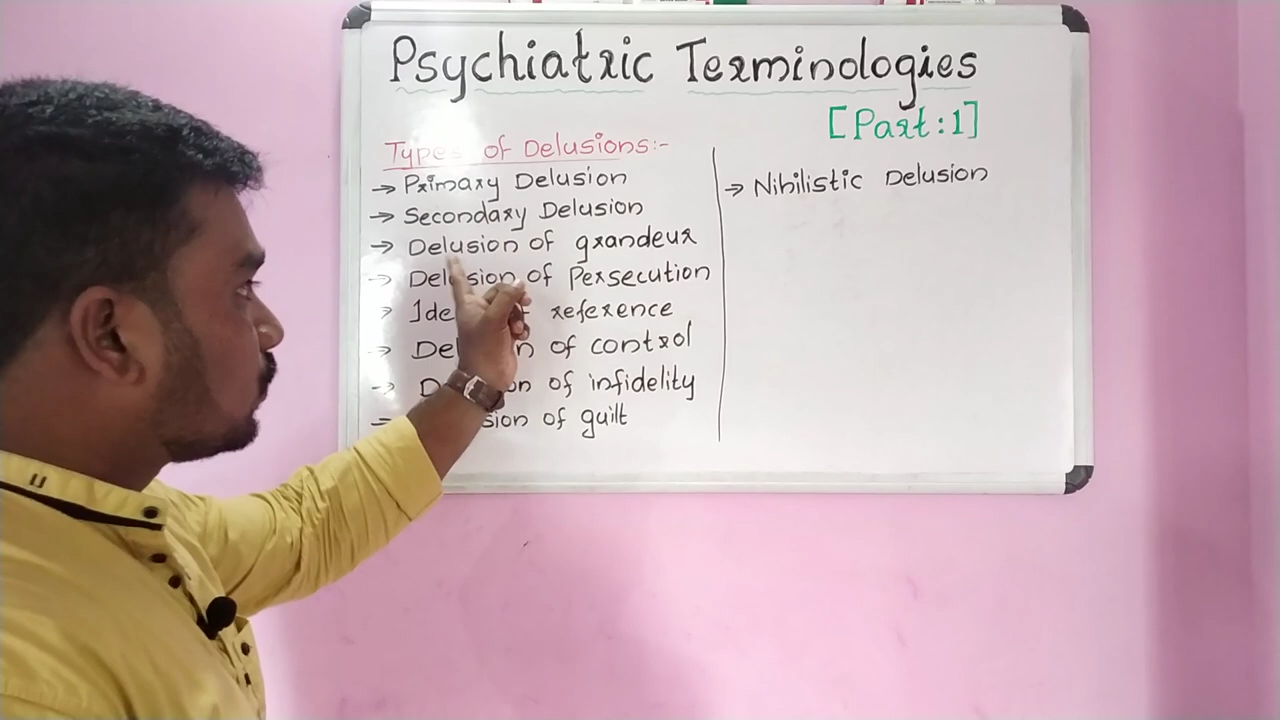 Psychiatric Terminologies
[Part:1]
Types of Delusions:-
→ Primary Delusion
→ Secondary Delusion
→ Delusion of grandeur
→ Delusion of Persecution
→ reference
→ of control
→ of infidelity
→ of guilt
→ Nihilistic Delusion